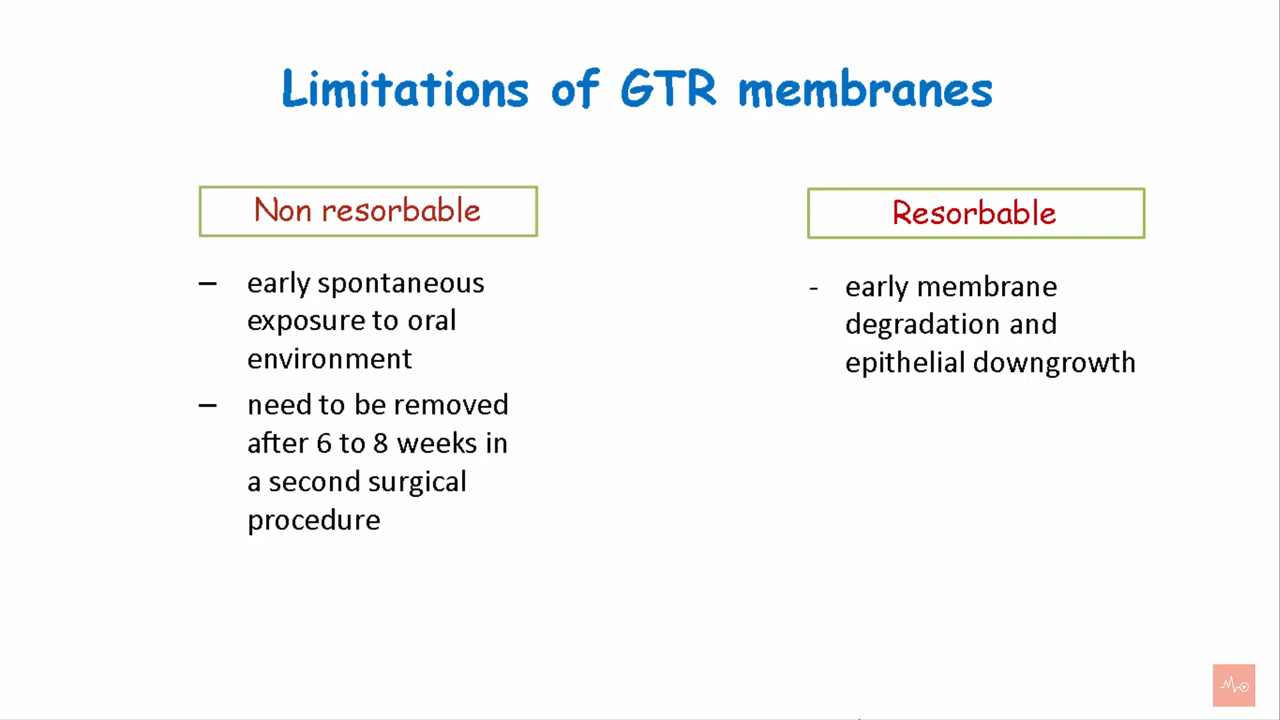 Limitations of GTR membranes
Non resorbable
– early spontaneous
exposure to oral
environment
– need to be removed
after 6 to 8 weeks in
a second surgical
procedure
Resorbable
- early membrane
degradation and
epithelial downgrowth